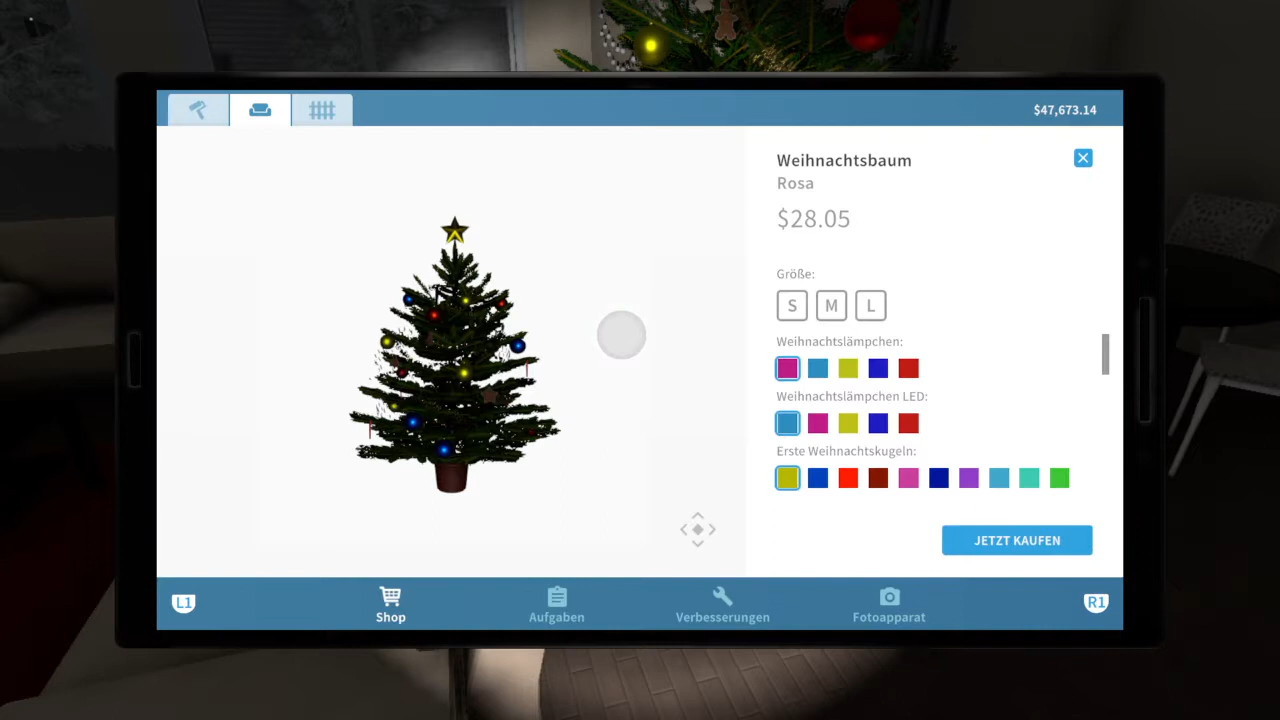 $47,673.14
Weihnachtsbaum
Rosa
$28.05
Größe:
S M L
Weihnachtslämpchen:
Weihnachtslämpchen LED:
Erste Weihnachtskugeln:
JETZT KAUFEN
L1 Shop Aufgaben Verbesserungen Fotoapparat R1